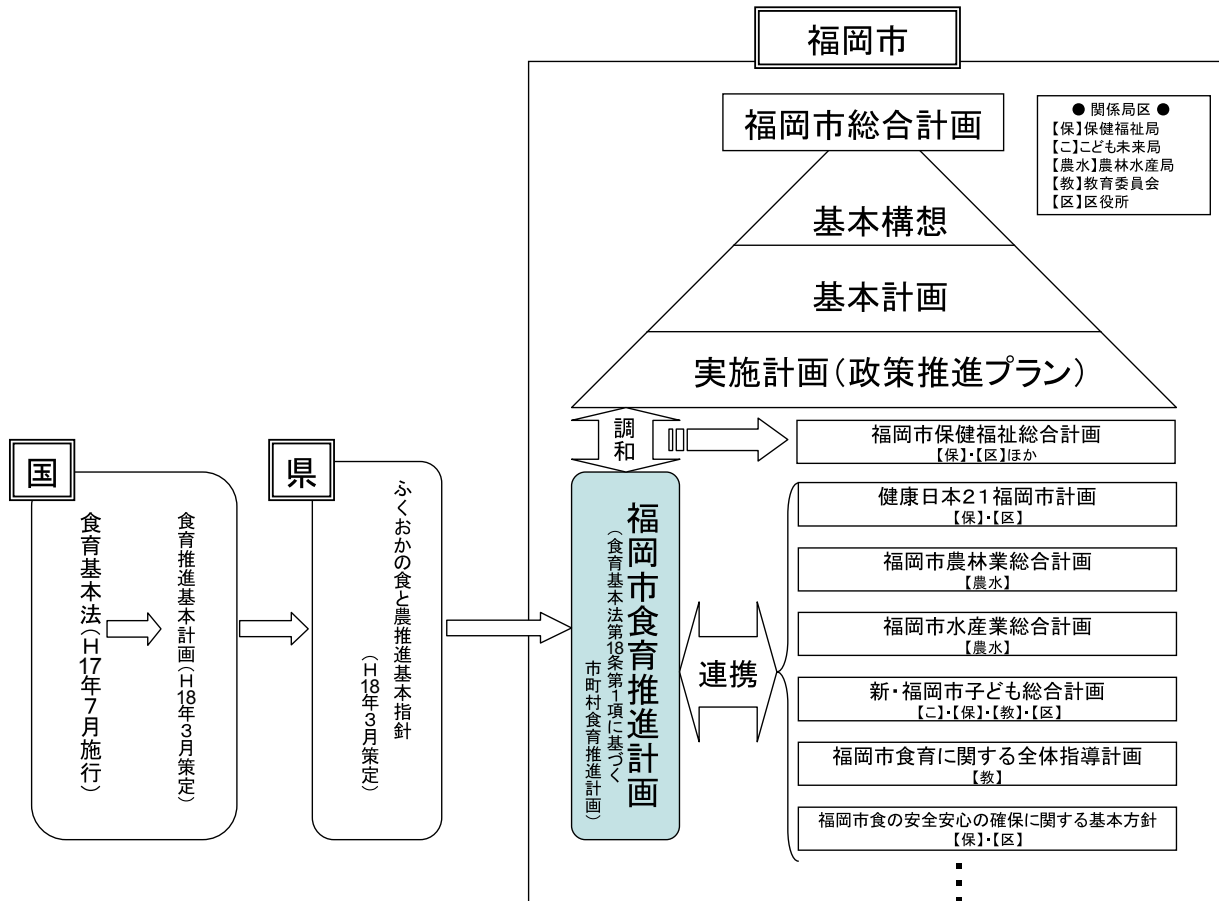 福岡市
福岡市総合計画
● 関係局区 ●
【保】保健福祉局
【こ】こども未来局
【農水】農林水産局
【教】教育委員会
【区】区役所
基本構想
基本計画
実施計画(政策推進プラン)
調和
福岡市保健福祉総合計画
【保】・【区】ほか
国
食育基本法(H17年7月施行)
食育推進基本計画(H18年3月策定)
県
ふくおかの食と農推進基本指針
(H18年3月策定)
福岡市食育推進計画
(食育基本法第18条第1項に基づく
市町村食育推進計画)
連携
健康日本21福岡市計画
【保】・【区】
福岡市農林業総合計画
【農水】
福岡市水産業総合計画
【農水】
新・福岡市子ども総合計画
【こ】・【保】・【教】・【区】
福岡市食育に関する全体指導計画
【教】
福岡市食の安全安心の確保に関する基本方針
【保】・【区】